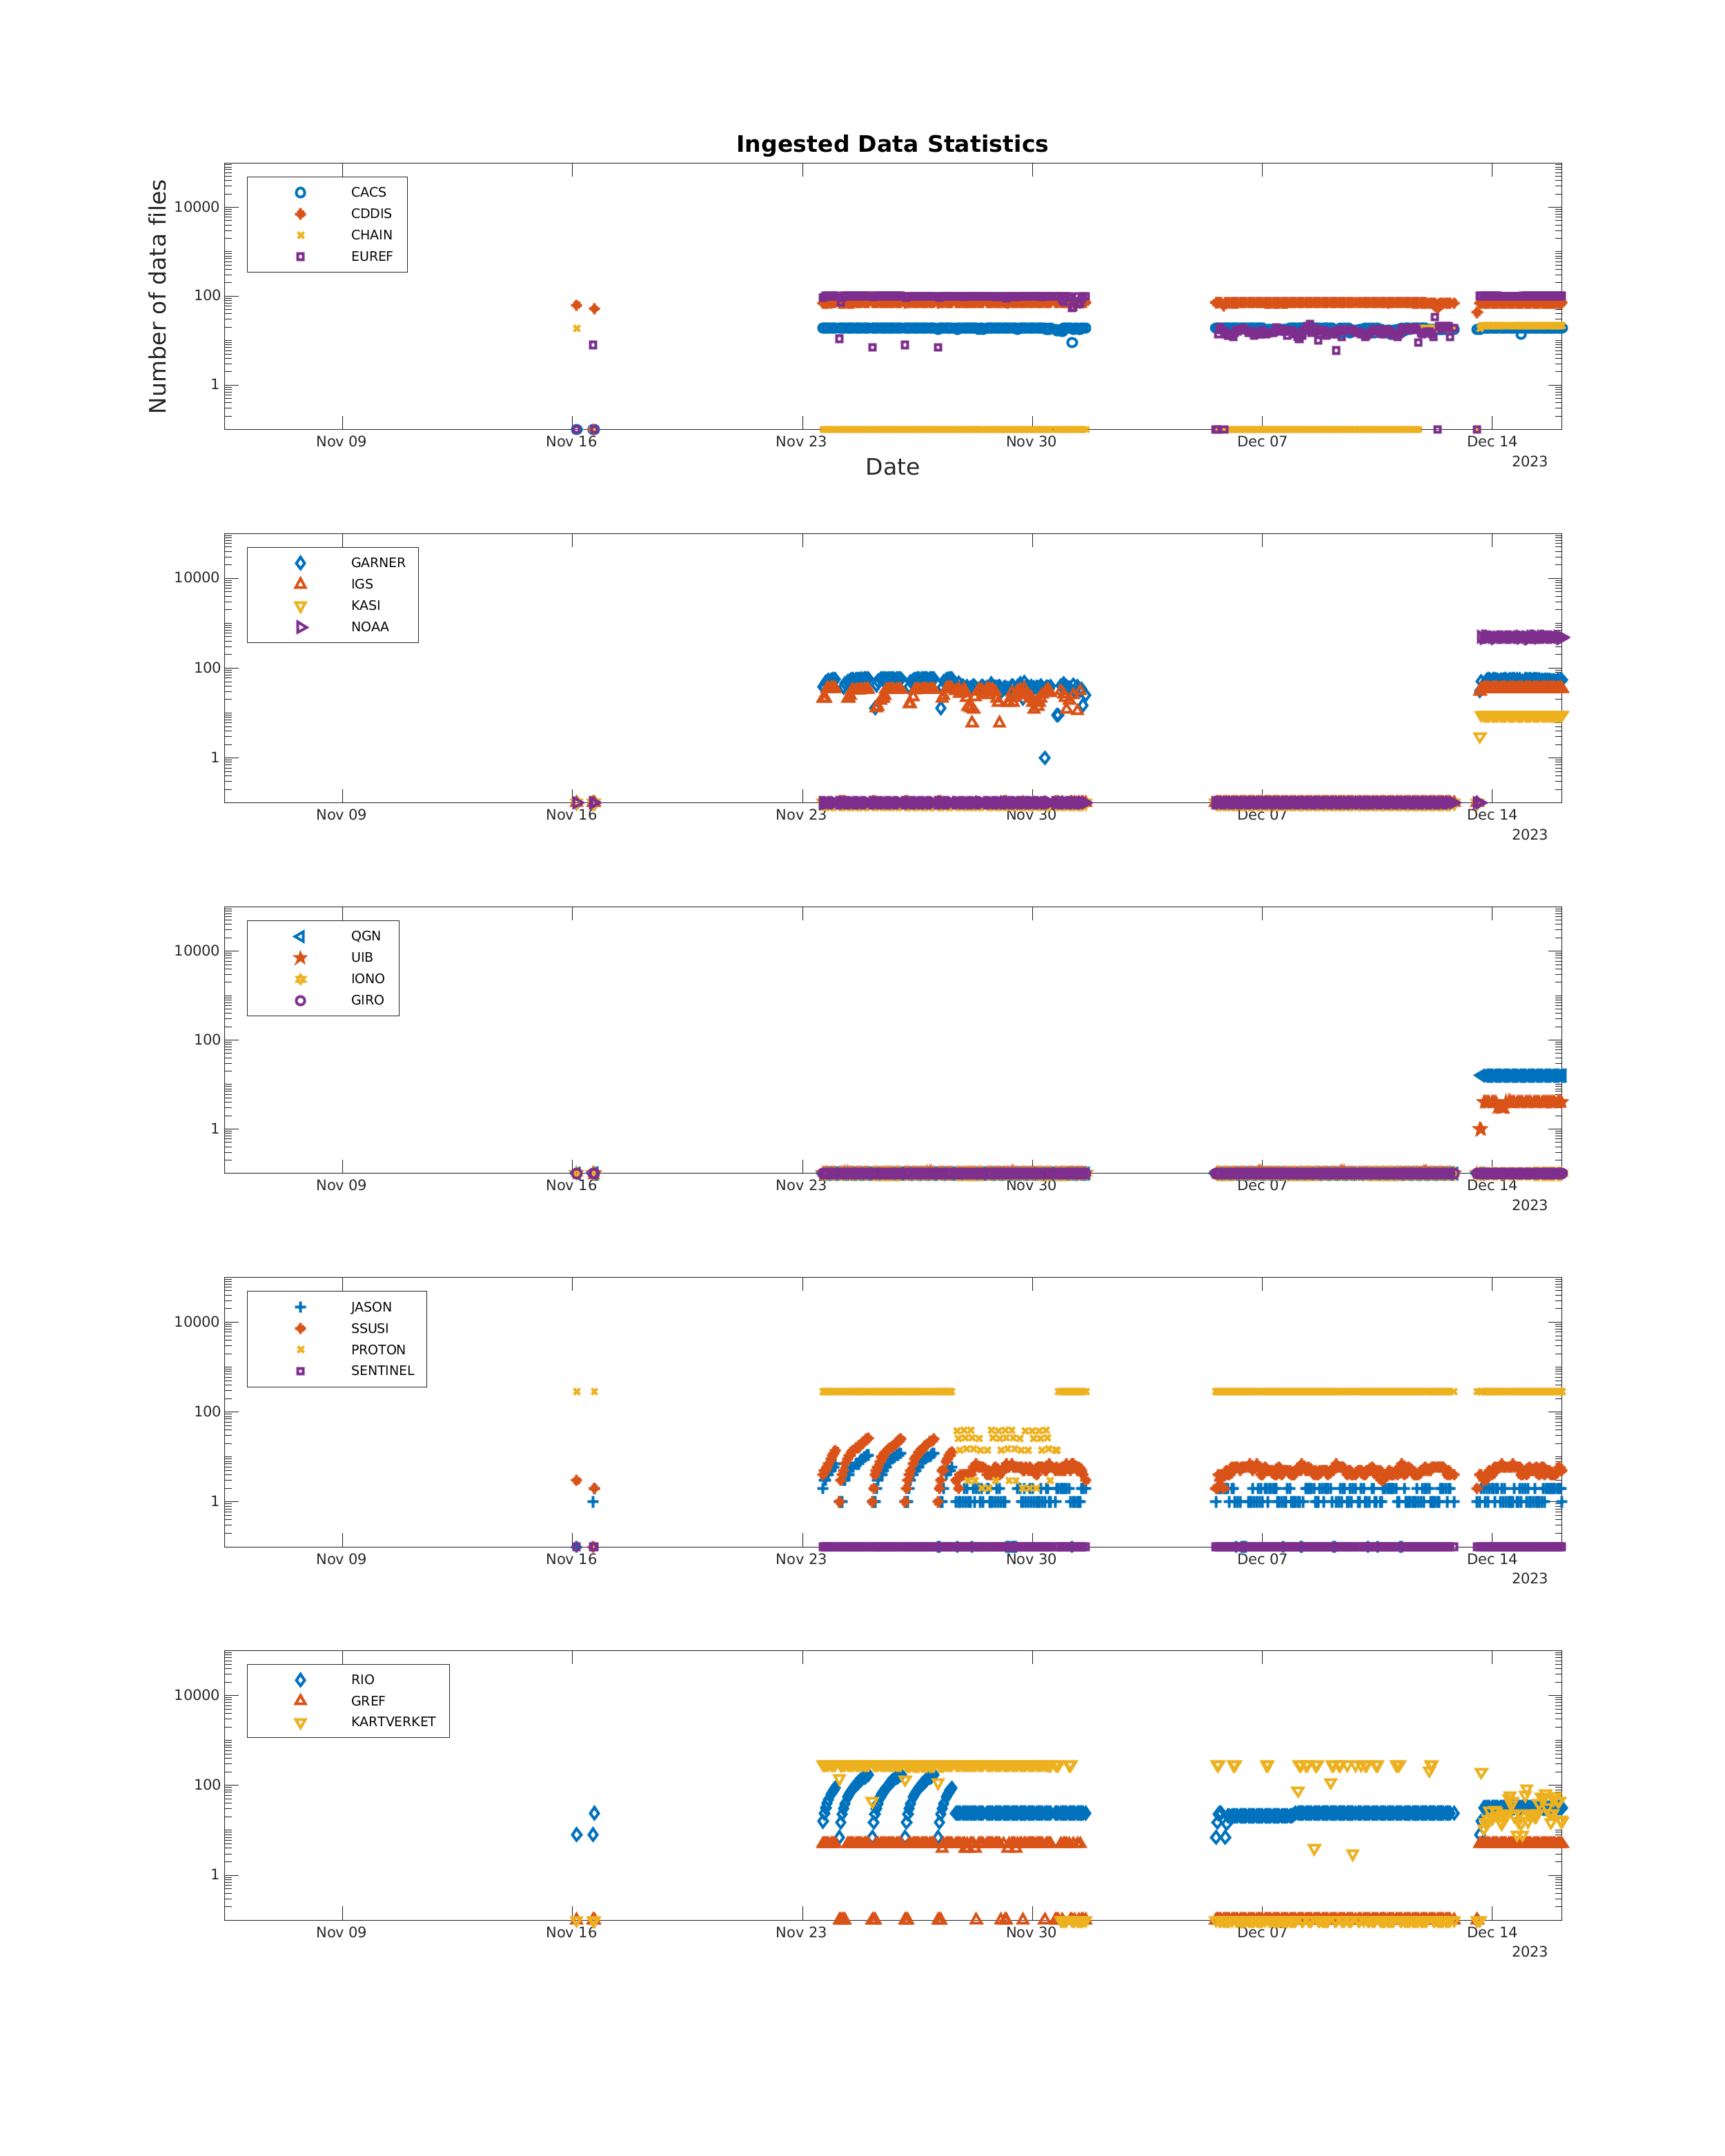 Ingested Data Statistics
Number of data files
CACS
CDDIS
CHAIN
EUREF
10000
100
1
Nov 09 Nov 16 Nov 23 Nov 30 Dec 07 Dec 14
2023
Date
GARNER
IGS
KASI
NOAA
10000
100
1
Nov 09 Nov 16 Nov 23 Nov 30 Dec 07 Dec 14
2023
QGN
UIB
IONO
GIRO
10000
100
1
Nov 09 Nov 16 Nov 23 Nov 30 Dec 07 Dec 14
2023
JASON
SSUSI
PROTON
SENTINEL
10000
100
1
Nov 09 Nov 16 Nov 23 Nov 30 Dec 07 Dec 14
2023
RIO
GREF
KARTVERKET
10000
100
1
Nov 09 Nov 16 Nov 23 Nov 30 Dec 07 Dec 14
2023